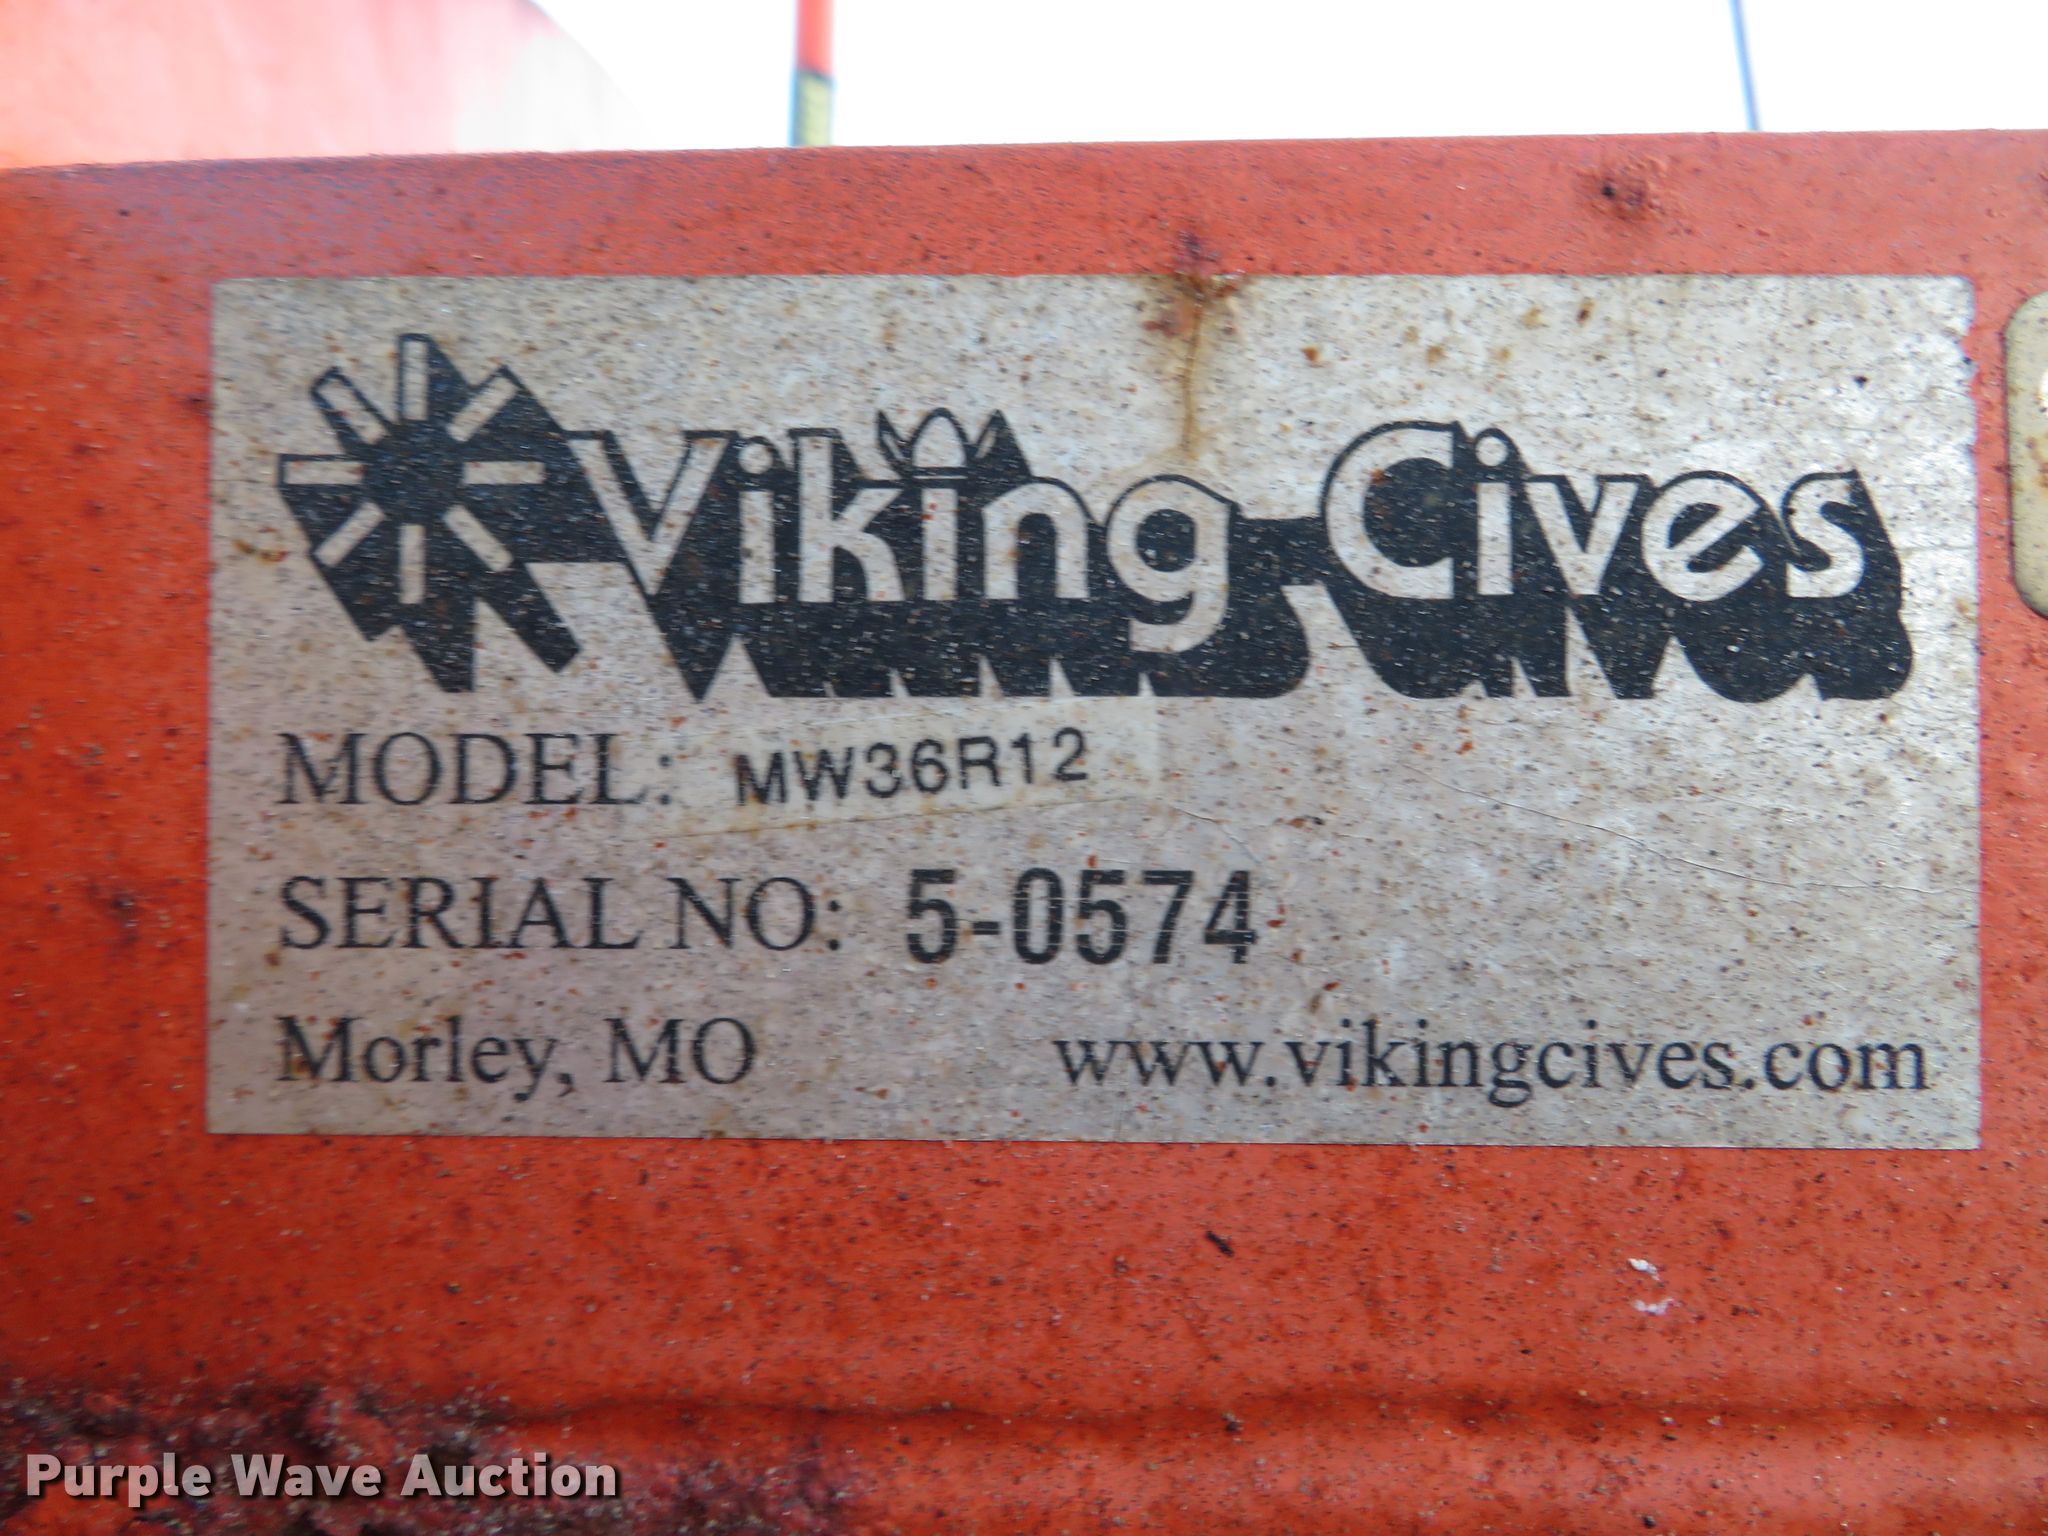 Viking-Cives
MODEL: MW36R12
SERIAL NO: 5-0574
Morley, MO www.vikingcives.com
Purple Wave Auction